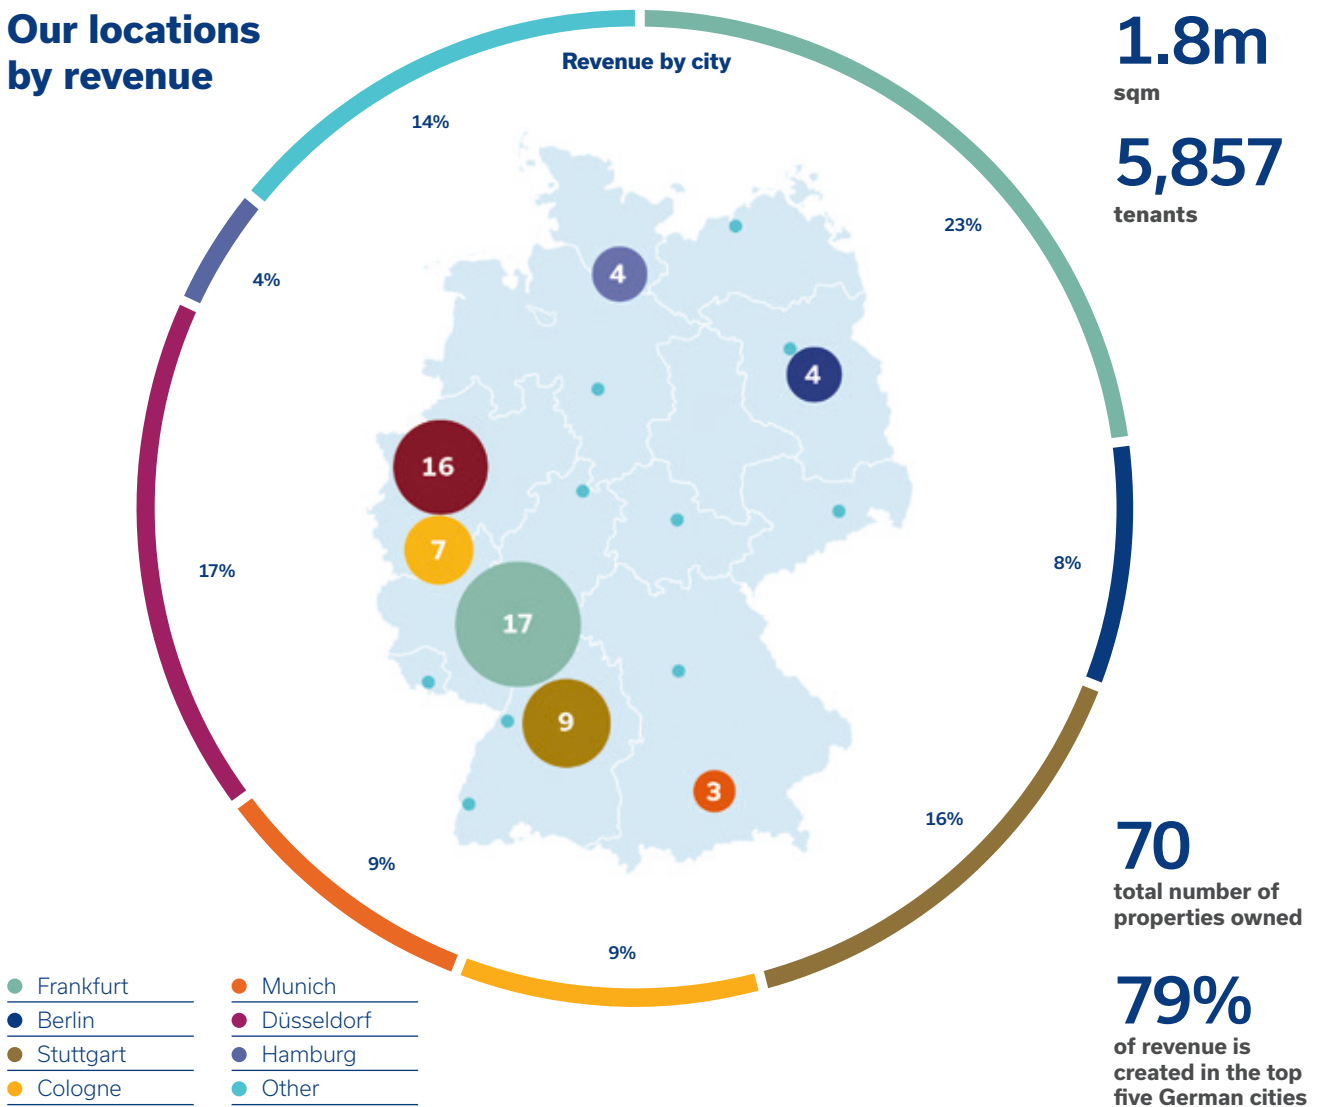 Our locations
by revenue
Revenue by city
1.8m
sqm
5,857
tenants
14%
23%
4%
4
4
16
7
8%
17%
17
9
3
16%
9%
9%
70
total number of
properties owned
79%
of revenue is
created in the top
five German cities
Frankfurt
Berlin
Stuttgart
Cologne
Munich
Düsseldorf
Hamburg
Other